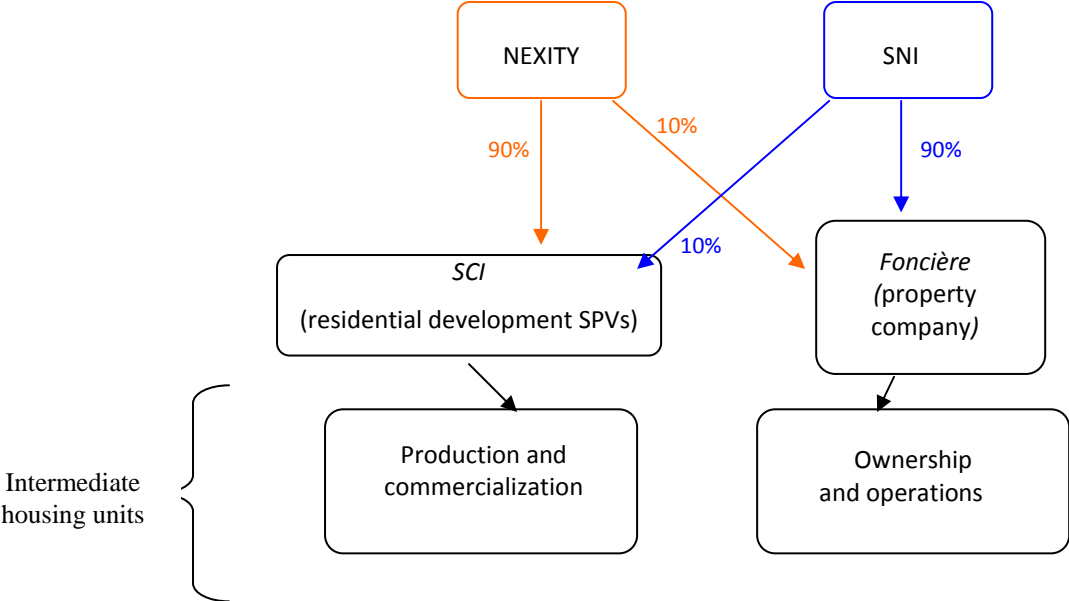 NEXITY
SNI
90%
10%
90%
10%
SCI
(residential development SPVs)
Foncière
(property
company)
Intermediate
housing units
Production and
commercialization
Ownership
and operations